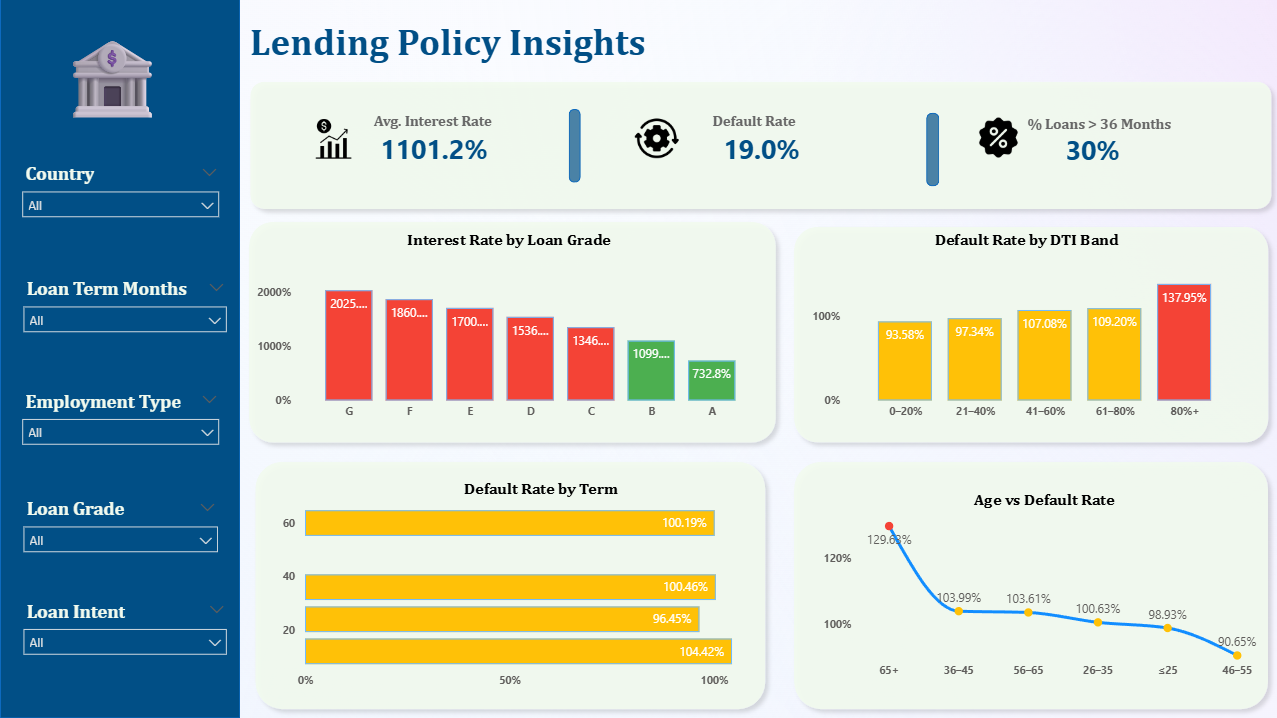 Lending Policy Insights
Country
All
Loan Term Months
All
Employment Type
All
Loan Grade
All
Loan Intent
All
Avg. Interest Rate
1101.2%
Default Rate
19.0%
% Loans > 36 Months
30%
Interest Rate by Loan Grade
2000%
1000%
0%
2025....
1860....
1700....
1536....
1346....
1099....
732.8%
G F E D C B A
Default Rate by DTI Band
100%
0%
93.58%
97.34%
107.08%
109.20%
137.95%
0–20% 21–40% 41–60% 61–80% 80%+
Default Rate by Term
60
100.19%
40
100.46%
96.45%
20
104.42%
0% 50% 100%
Age vs Default Rate
120%
100%
129.63%
103.99%
103.61%
100.63%
98.93%
90.65%
65+ 36–45 56–65 26–35 ≤25 46–55